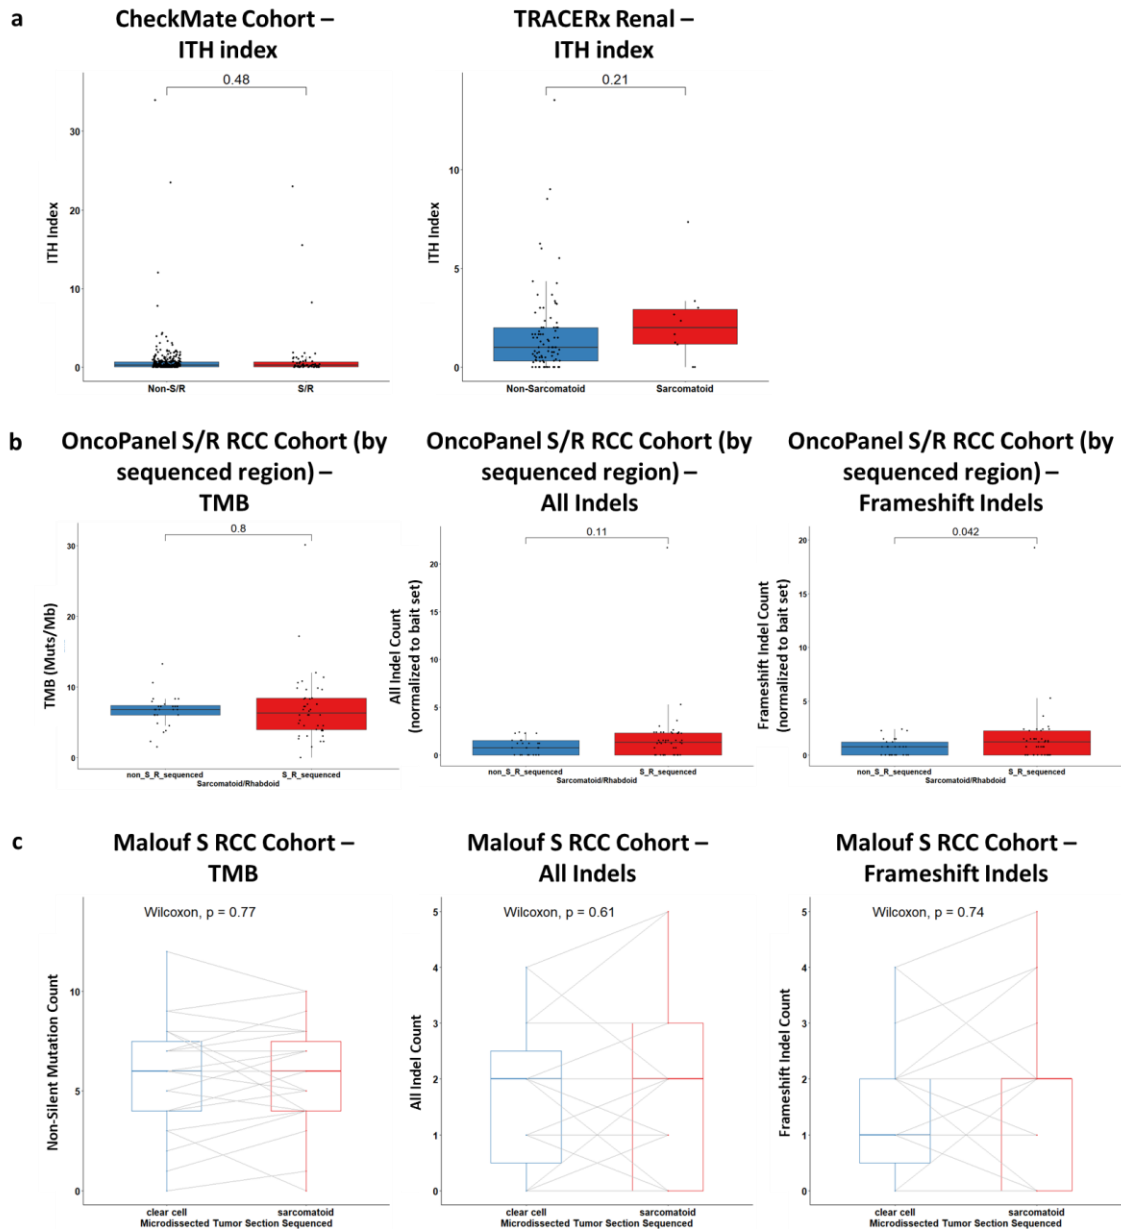 a
CheckMate Cohort –
ITH index
0.48
ITH Index
30
20
10
0
Non-S/R
S/R
TRACERx Renal –
ITH index
0.21
ITH Index
10
5
0
Non-Sarcomatoid
Sarcomatoid
b
OncoPanel S/R RCC Cohort (by
sequenced region) –
TMB
0.8
TMB (Muts/Mb)
30
20
10
0
non_S_R_sequenced
S_R_sequenced
Sarcomatoid/Rhabdoid
OncoPanel S/R RCC Cohort (by
sequenced region) –
All Indels
0.11
All Indel Count
(normalized to bait set)
20
15
10
5
0
non_S_R_sequenced
S_R_sequenced
Sarcomatoid/Rhabdoid
OncoPanel S/R RCC Cohort (by
sequenced region) –
Frameshift Indels
0.042
Frameshift Indel Count
(normalized to bait set)
20
15
10
5
0
non_S_R_sequenced
S_R_sequenced
Sarcomatoid/Rhabdoid
c
Malouf S RCC Cohort –
TMB
Wilcoxon, p = 0.77
Non-Silent Mutation Count
10
5
0
clear cell
sarcomatoid
Microdissected Tumor Section Sequenced
Malouf S RCC Cohort –
All Indels
Wilcoxon, p = 0.61
All Indel Count
5
4
3
2
1
0
clear cell
sarcomatoid
Microdissected Tumor Section Sequenced
Malouf S RCC Cohort –
Frameshift Indels
Wilcoxon, p = 0.74
Frameshift Indel Count
5
4
3
2
1
0
clear cell
sarcomatoid
Microdissected Tumor Section Sequenced